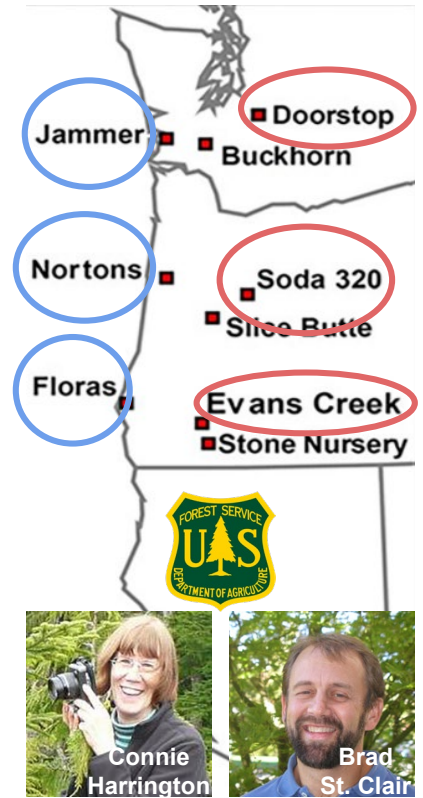 Doorstop
Jammer
Buckhorn
Nortons
Soda 320
Slice Butte
Floras
Evans Creek
Stone Nursery
FOREST SERVICE
U S
DEPARTMENT OF AGRICULTURE
Connie
Harrington
Brad
St. Clair